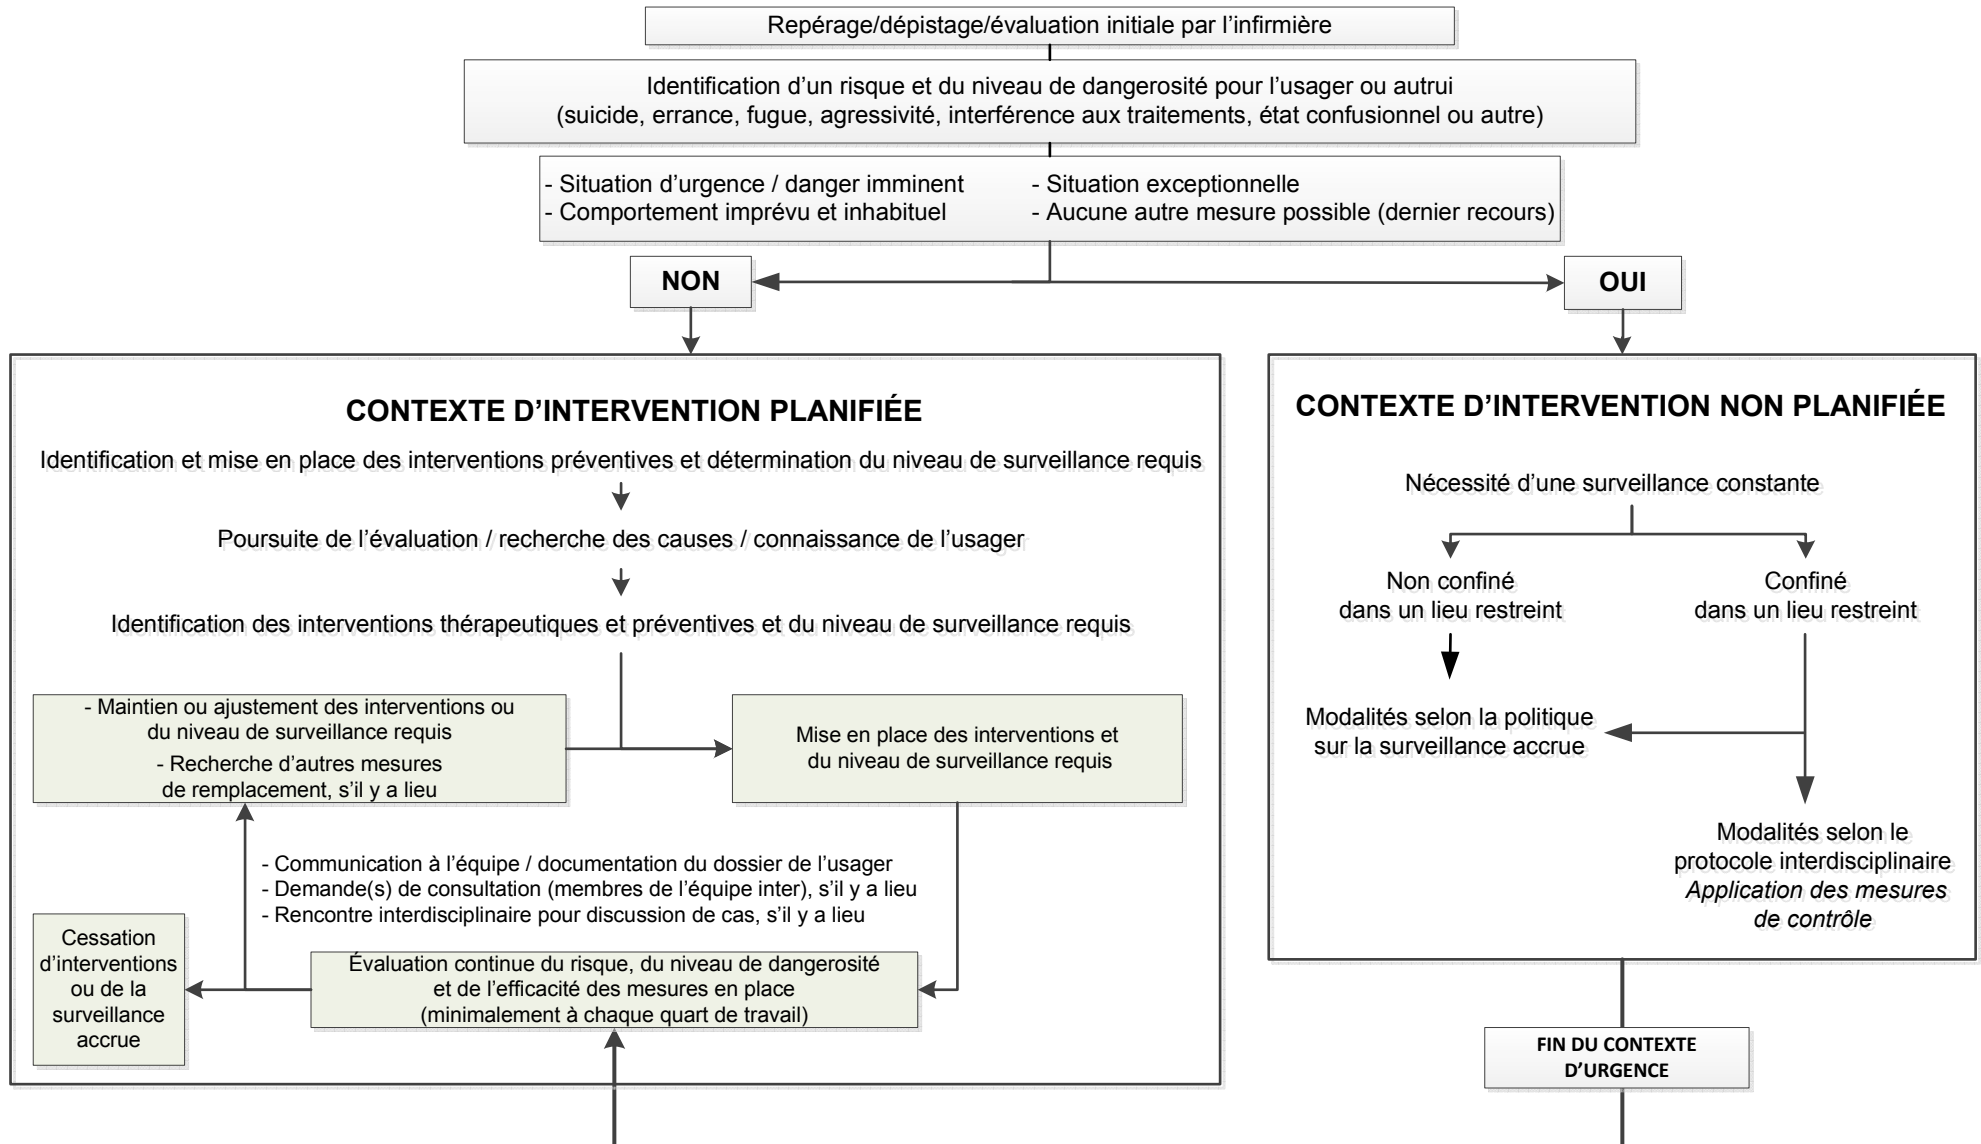 Repérage/dépistage/évaluation initiale par l'infirmière
Identification d'un risque et du niveau de dangerosité pour l'usager ou autrui
(suicide, errance, fugue, agressivité, interférence aux traitements, état confusionnel ou autre)
- Situation d'urgence / danger imminent
- Comportement imprévu et inhabituel
- Situation exceptionnelle
- Aucune autre mesure possible (dernier recours)
NON
OUI
CONTEXTE D'INTERVENTION PLANIFIÉE
Identification et mise en place des interventions préventives et détermination du niveau de surveillance requis
Poursuite de l'évaluation / recherche des causes / connaissance de l'usager
Identification des interventions thérapeutiques et préventives et du niveau de surveillance requis
- Maintien ou ajustement des interventions ou
du niveau de surveillance requis
- Recherche d'autres mesures
de remplacement, s'il y a lieu
Mise en place des interventions et
du niveau de surveillance requis
- Communication à l'équipe / documentation du dossier de l'usager
- Demande(s) de consultation (membres de l'équipe inter), s'il y a lieu
- Rencontre interdisciplinaire pour discussion de cas, s'il y a lieu
Cessation
d'interventions
ou de la
surveillance
accrue
Évaluation continue du risque, du niveau de dangerosité
et de l'efficacité des mesures en place
(minimalement à chaque quart de travail)
CONTEXTE D'INTERVENTION NON PLANIFIÉE
Nécessité d'une surveillance constante
Non confiné
dans un lieu restreint
Confiné
dans un lieu restreint
Modalités selon la politique
sur la surveillance accrue
Modalités selon le
protocole interdisciplinaire
Application des mesures
de contrôle
FIN DU CONTEXTE
D'URGENCE